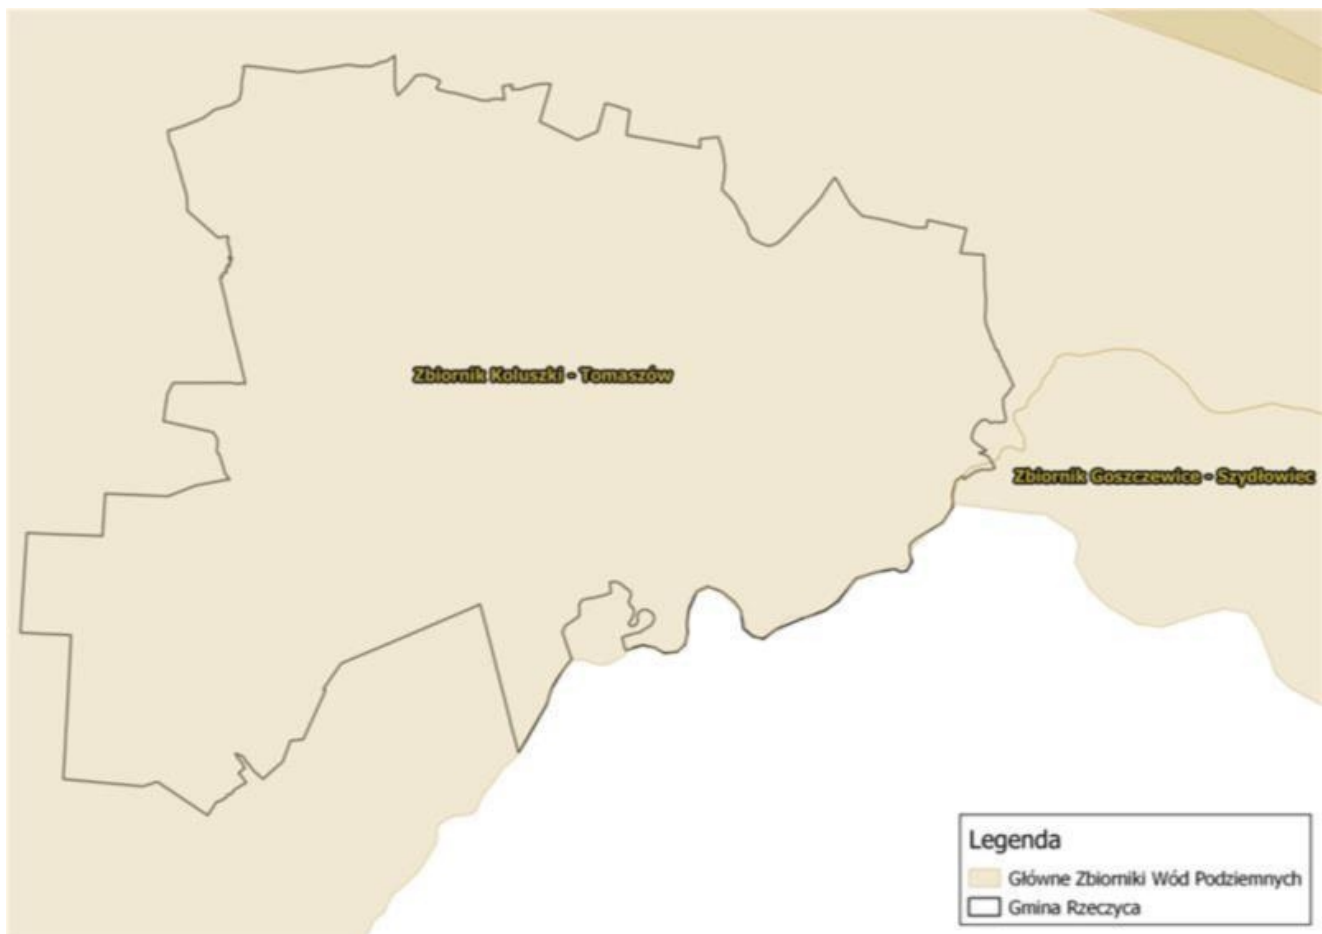 Zbiornik Koluszki - Tomaszów
Zbiornik Goszczewice - Szydłowiec
Legenda
Główne Zbiorniki Wód Podziemnych
Gmina Rzeczyca